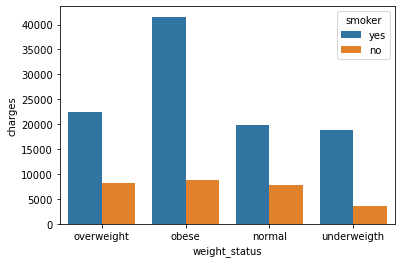 40000
35000
30000
25000
20000
15000
10000
5000
0
charges
smoker
yes
no
overweight obese normal underweigth
weight_status